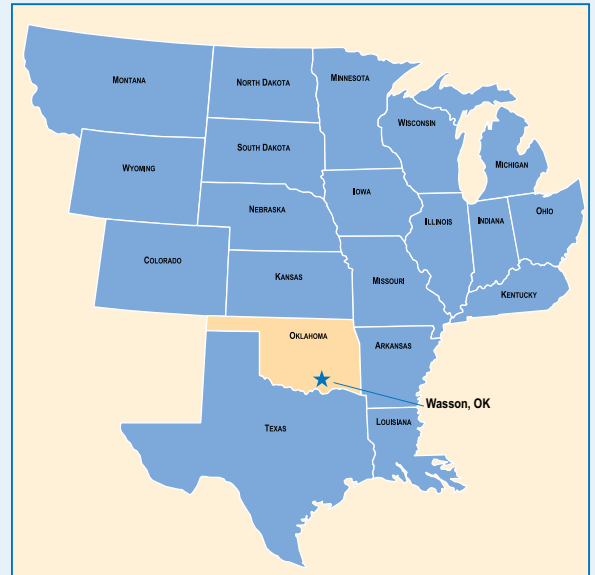 MONTANA
NORTH DAKOTA
MINNESOTA
WISCONSIN
SOUTH DAKOTA
MICHIGAN
WYOMING
IOWA
NEBRASKA
ILLINOIS
INDIANA
OHIO
COLORADO
KANSAS
MISSOURI
KENTUCKY
OKLAHOMA
ARKANSAS
Wasson, OK
TEXAS
LOUISIANA